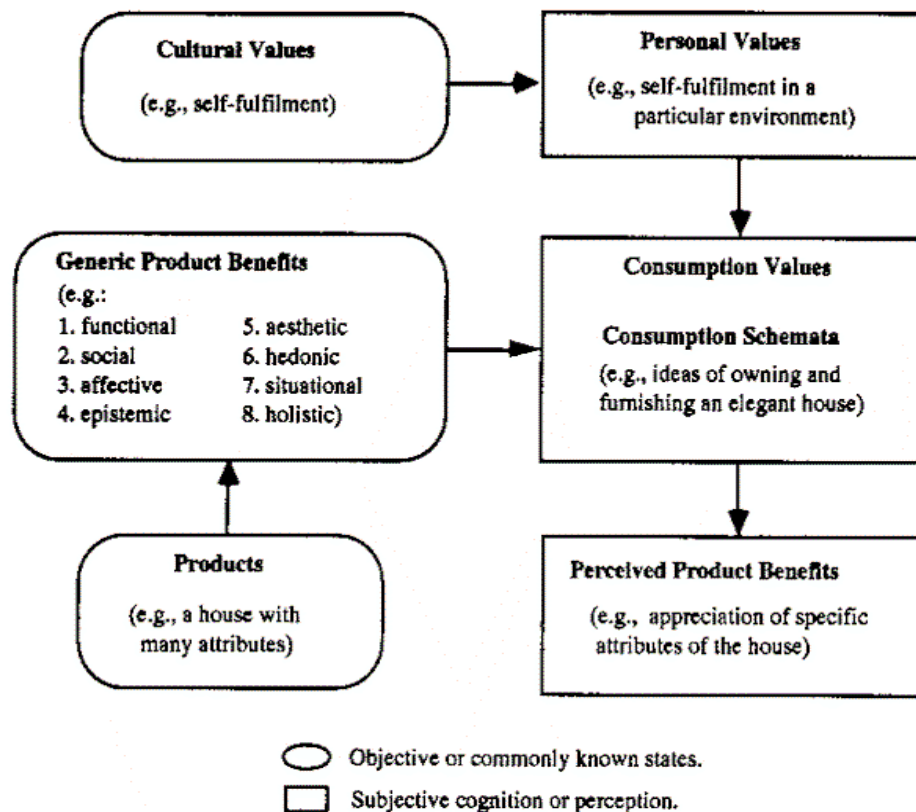 Cultural Values
(e.g., self-fulfilment)
Personal Values
(e.g., self-fulfilment in a
particular environment)
Generic Product Benefits
(e.g.:
1. functional
2. social
3. affective
4. epistemic
5. aesthetic
6. hedonic
7. situational
8. holistic)
Consumption Values
Consumption Schemata
(e.g., ideas of owning and
furnishing an elegant house)
Products
(e.g., a house with
many attributes)
Perceived Product Benefits
(e.g., appreciation of specific
attributes of the house)
Objective or commonly known states.
Subjective cognition or perception.